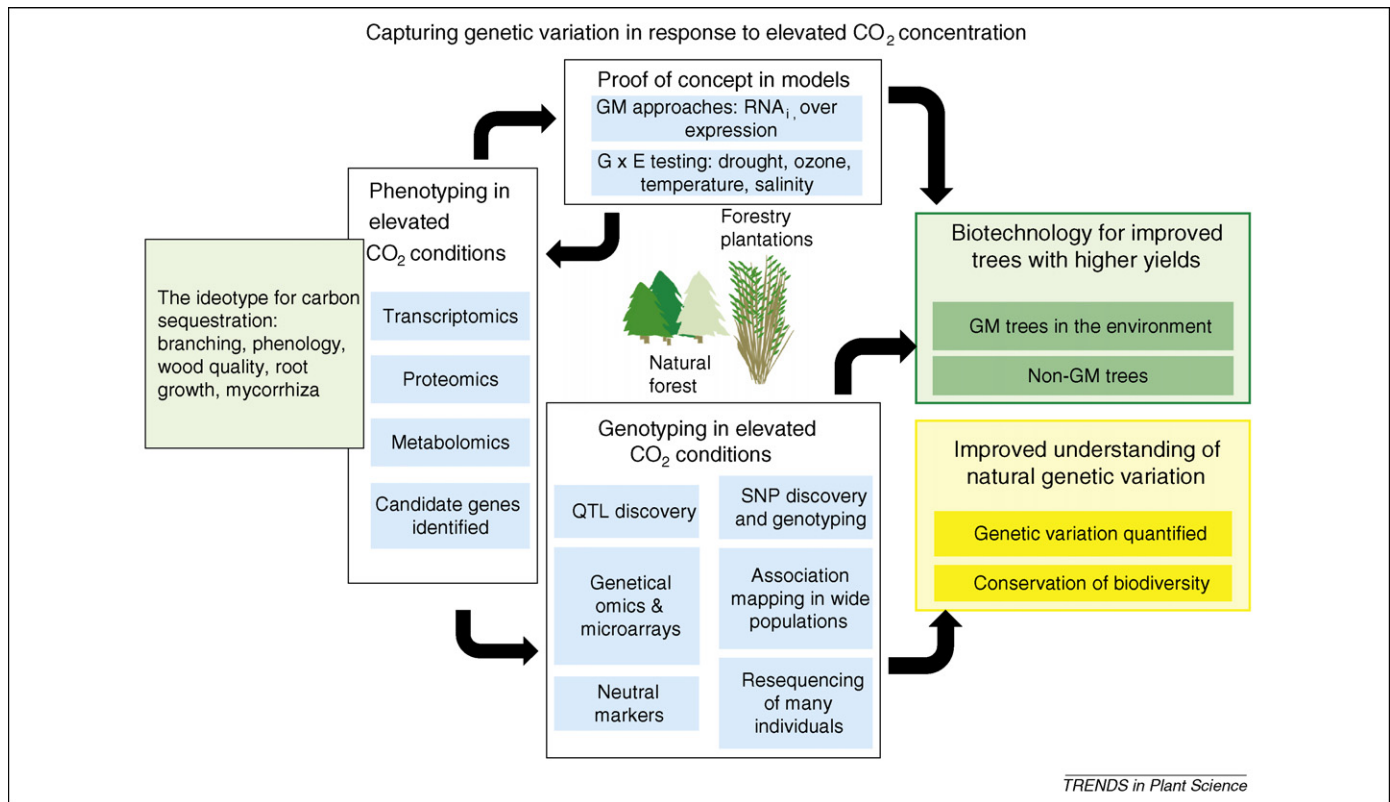 Capturing genetic variation in response to elevated CO2 concentration
Proof of concept in models
GM approaches: RNAi, over
expression
G x E testing: drought, ozone,
temperature, salinity
Phenotyping in
elevated
CO2 conditions
Transcriptomics
Proteomics
Metabolomics
Candidate genes
identified
The ideotype for carbon
sequestration:
branching, phenology,
wood quality, root
growth, mycorrhiza
Forestry
plantations
Natural
forest
Genotyping in elevated
CO2 conditions
QTL discovery
Genetical
omics &
microarrays
Neutral
markers
SNP discovery
and genotyping
Association
mapping in wide
populations
Resequencing
of many
individuals
Biotechnology for improved
trees with higher yields
GM trees in the environment
Non-GM trees
Improved understanding of
natural genetic variation
Genetic variation quantified
Conservation of biodiversity
TRENDS in Plant Science